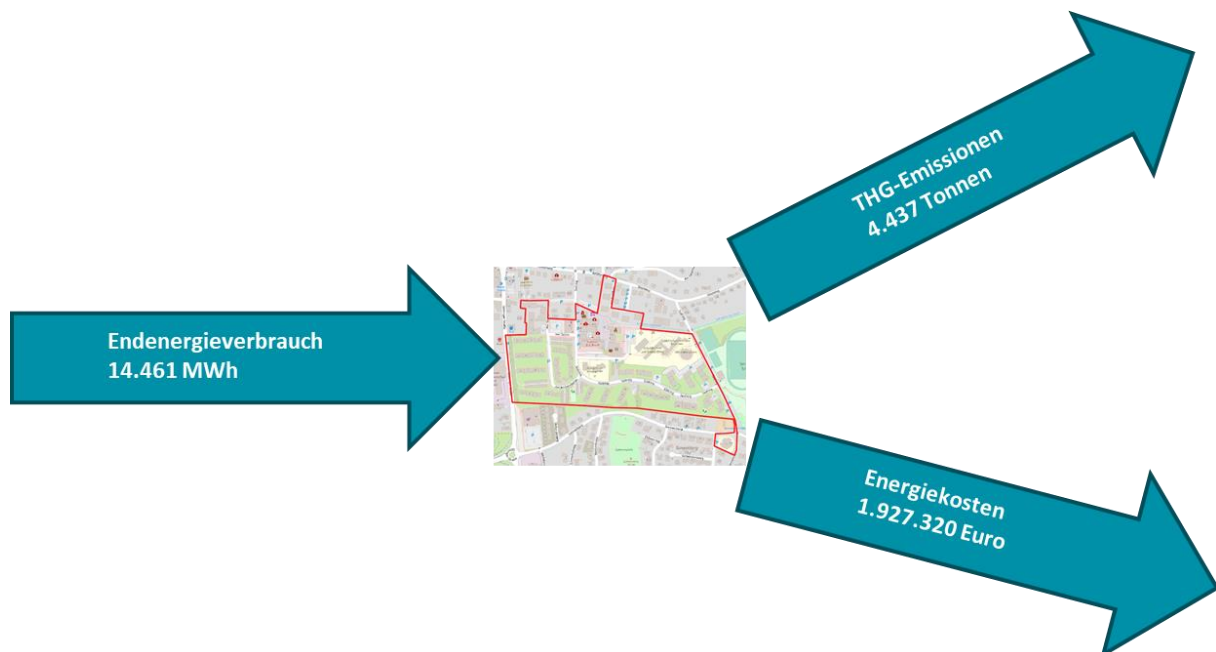 Endenergieverbrauch
14.461 MWh
THG-Emissionen
4.437 Tonnen
Energiekosten
1.927.320 Euro